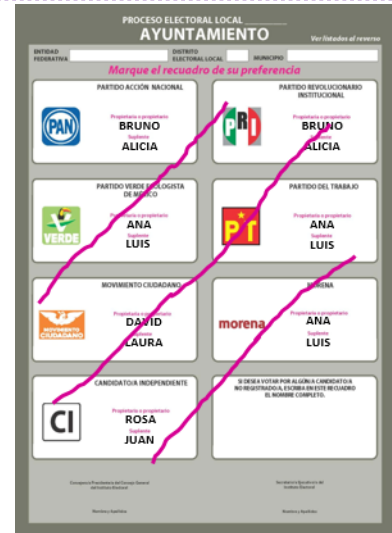 PROCESO ELECTORAL LOCAL
AYUNTAMIENTO
Ver listados al reverso
ENTIDAD FEDERATIVA
DISTRITO ELECTORAL LOCAL
MUNICIPIO
Marque el recuadro de su preferencia
PARTIDO ACCIÓN NACIONAL
PAN
Propietaria o propietario
BRUNO
Suplente
ALICIA
PARTIDO REVOLUCIONARIO
INSTITUCIONAL
PRI
Propietaria o propietario
BRUNO
Suplente
ALICIA
PARTIDO VERDE ECOLOGISTA
DE MÉXICO
VERDE
Propietaria o propietario
ANA
Suplente
LUIS
PARTIDO DEL TRABAJO
PT
Propietaria o propietario
ANA
Suplente
LUIS
MOVIMIENTO CIUDADANO
MOVIMIENTO
CIUDADANO
Propietaria o propietario
DAVID
Suplente
LAURA
MORENA
morena
Propietaria o propietario
ANA
Suplente
LUIS
CANDIDATO/A INDEPENDIENTE
CI
Propietaria o propietario
ROSA
Suplente
JUAN
SI DESEA VOTAR POR ALGÚN/A CANDIDATO/A
NO REGISTRADO/A, ESCRIBA EN ESTE RECUADRO
EL NOMBRE COMPLETO.
Nombre y Apellidos
Nombre y Apellidos